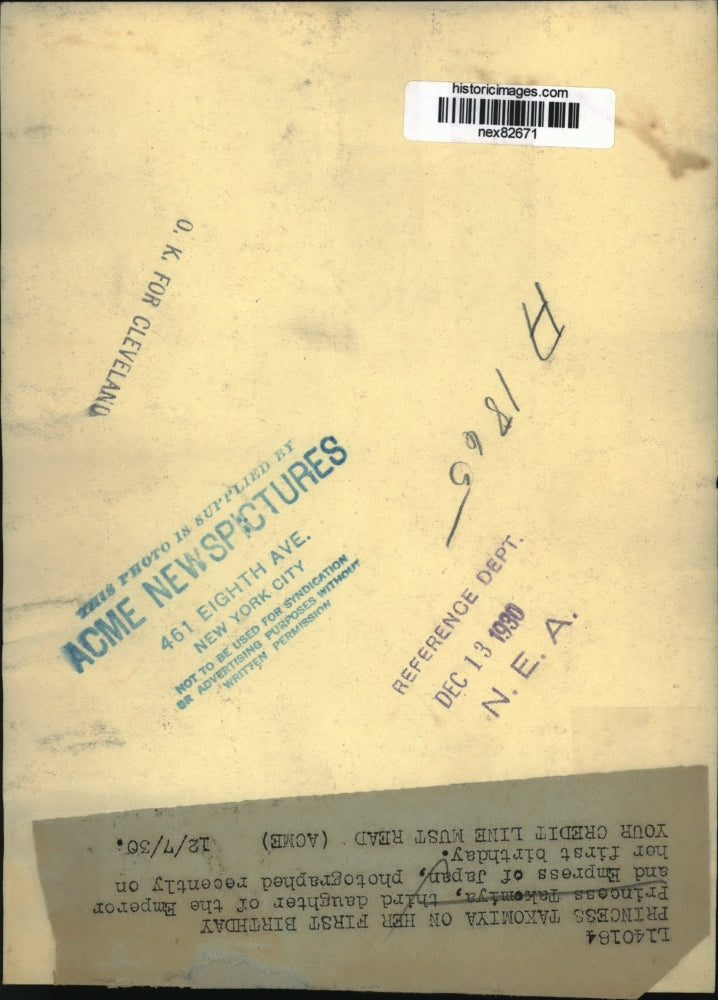 historicimages.com
nex82671
O. K. FOR CLEVELAND
A 1865
THIS PHOTO IS SUPPLIED BY
ACME NEWSPICTURES
461 EIGHTH AVE.
NEW YORK CITY
NOT TO BE USED FOR SYNDICATION
OR ADVERTISING PURPOSES WITHOUT
WRITTEN PERMISSION
REFERENCE DEPT.
DEC 13 1930
N. E. A.
L140164
PRINCESS TAKOMIYA ON HER FIRST BIRTHDAY
Princess Takomiya, third daughter of the Emperor
and Empress of Japan, photographed recently on
her first birthday.
YOUR CREDIT LINE MUST READ (ACME) 12/7/30.